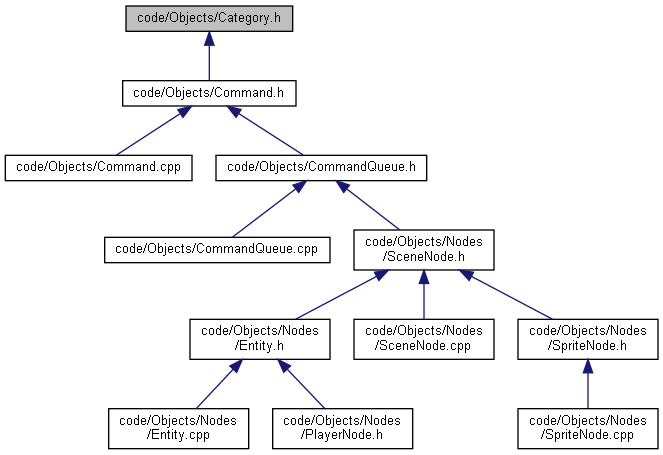 code/Objects/Category.h
code/Objects/Command.h
code/Objects/Command.cpp
code/Objects/CommandQueue.h
code/Objects/CommandQueue.cpp
code/Objects/Nodes
/SceneNode.h
code/Objects/Nodes
/Entity.h
code/Objects/Nodes
/SceneNode.cpp
code/Objects/Nodes
/SpriteNode.h
code/Objects/Nodes
/Entity.cpp
code/Objects/Nodes
/PlayerNode.h
code/Objects/Nodes
/SpriteNode.cpp